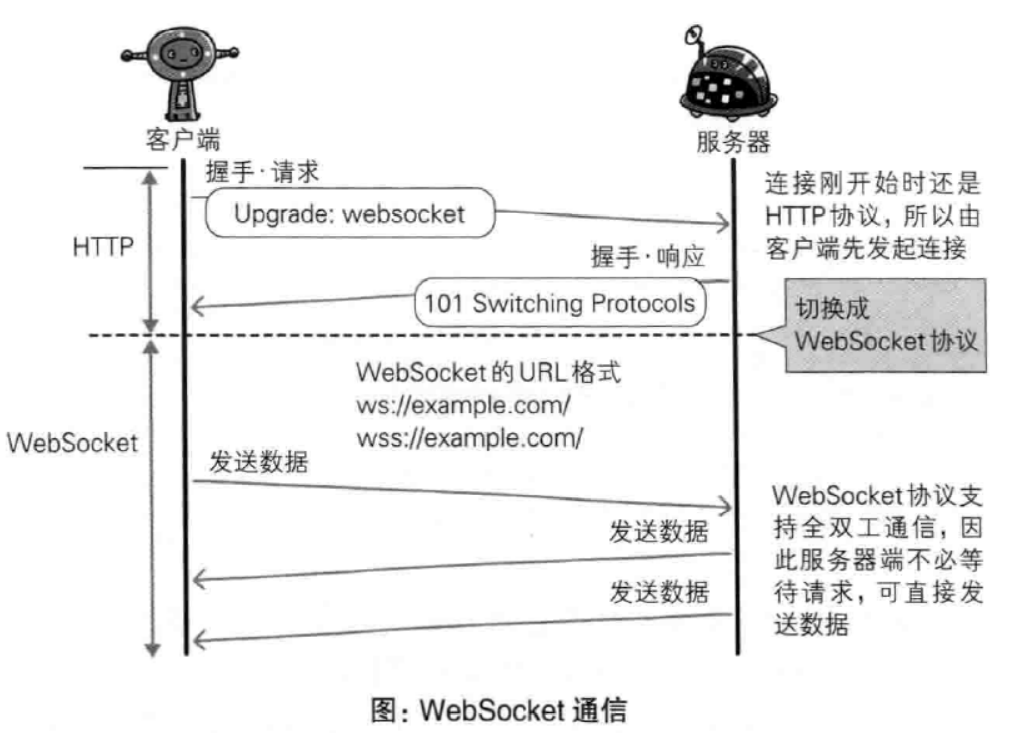 客户端
服务器
握手·请求
Upgrade: websocket
连接刚开始时还是
HTTP协议，所以由
客户端先发起连接
HTTP
握手·响应
101 Switching Protocols
切换成
WebSocket协议
WebSocket的URL格式
ws://example.com/
wss://example.com/
WebSocket
发送数据
发送数据
发送数据
WebSocket协议支
持全双工通信，因
此服务器端不必等
待请求，可直接发
送数据
图：WebSocket 通信